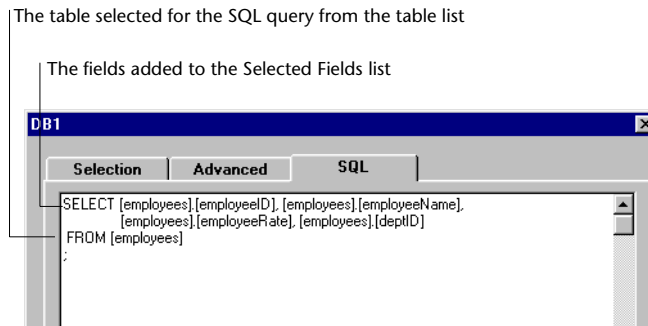 The table selected for the SQL query from the table list
The fields added to the Selected Fields list
DB1
Selection Advanced SQL
SELECT [employees].[employeeID], [employees].[employeeName],
[employees].[employeeRate], [employees].[deptID]
FROM [employees]
;